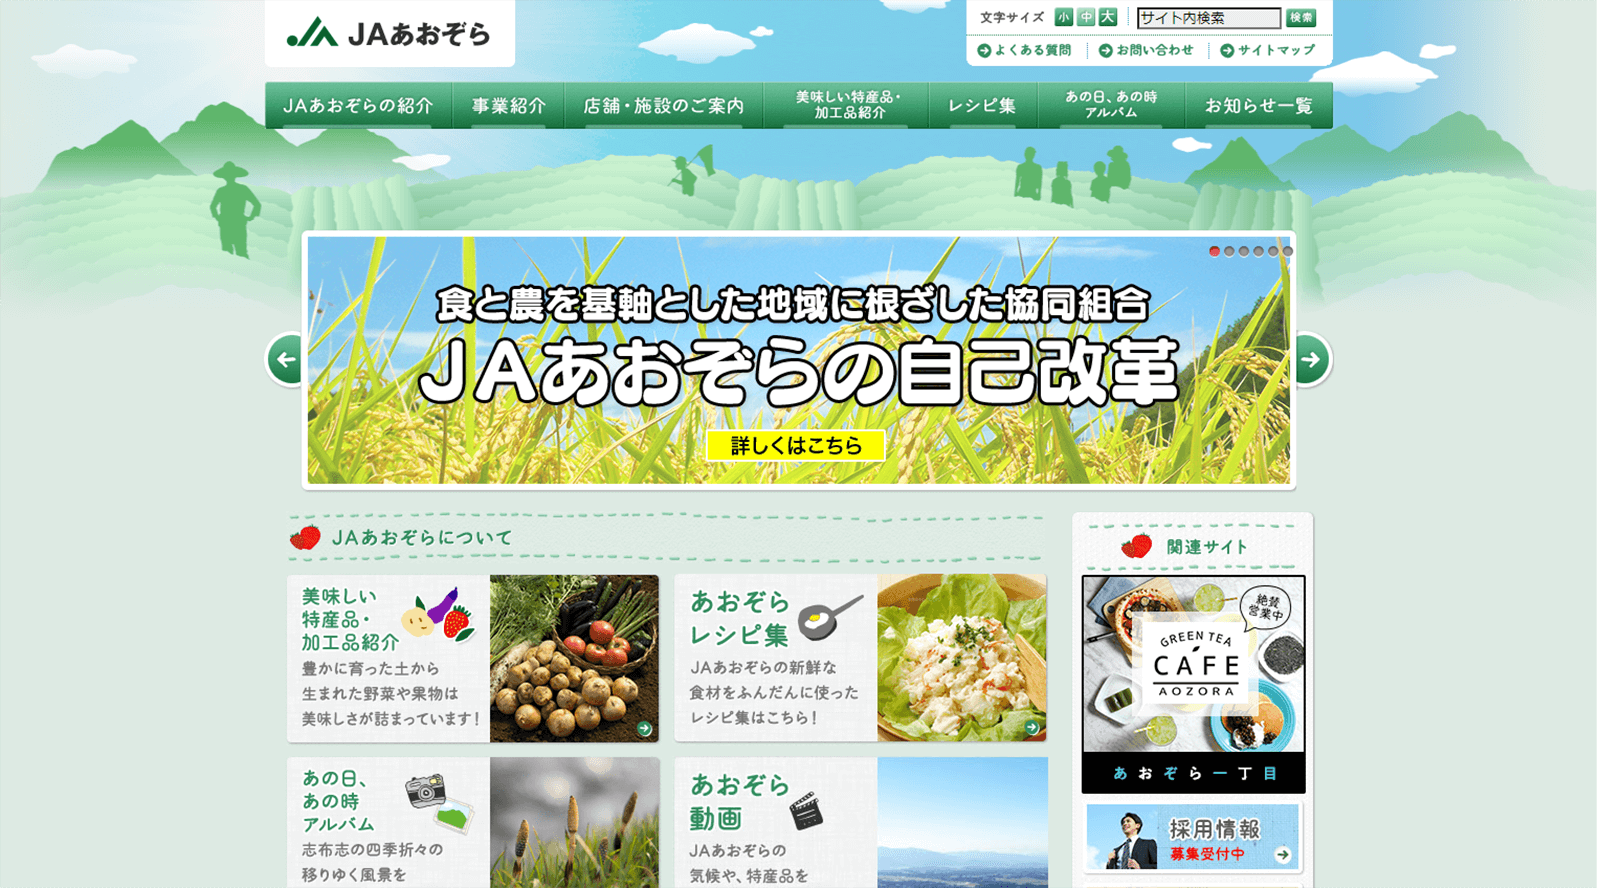 JAあおぞら
文字サイズ 小 中 大 サイト内検索 検索
よくある質問 お問い合わせ サイトマップ
JAあおぞらの紹介
事業紹介
店舗・施設のご案内
美味しい特産品・
加工品紹介
レシピ集
あの日、あの時
アルバム
お知らせ一覧
食と農を基軸とした地域に根ざした協同組合
JAあおぞらの自己改革
詳しくはこちら
JAあおぞらについて
美味しい
特産品・
加工品紹介
豊かに育った土から
生まれた野菜や果物は
美味しさが詰まっています!
あおぞら
レシピ集
JAあおぞらの新鮮な
食材をふんだんに使った
レシピ集はこちら!
あの日、
あの時
アルバム
志布志の四季折々の
移りゆく風景を
あおぞら
動画
JAあおぞらの
気候や、特産品を
関連サイト
絶賛
営業中
GREEN TEA
CAFE
AOZORA
あおぞら一丁目
採用情報
募集受付中